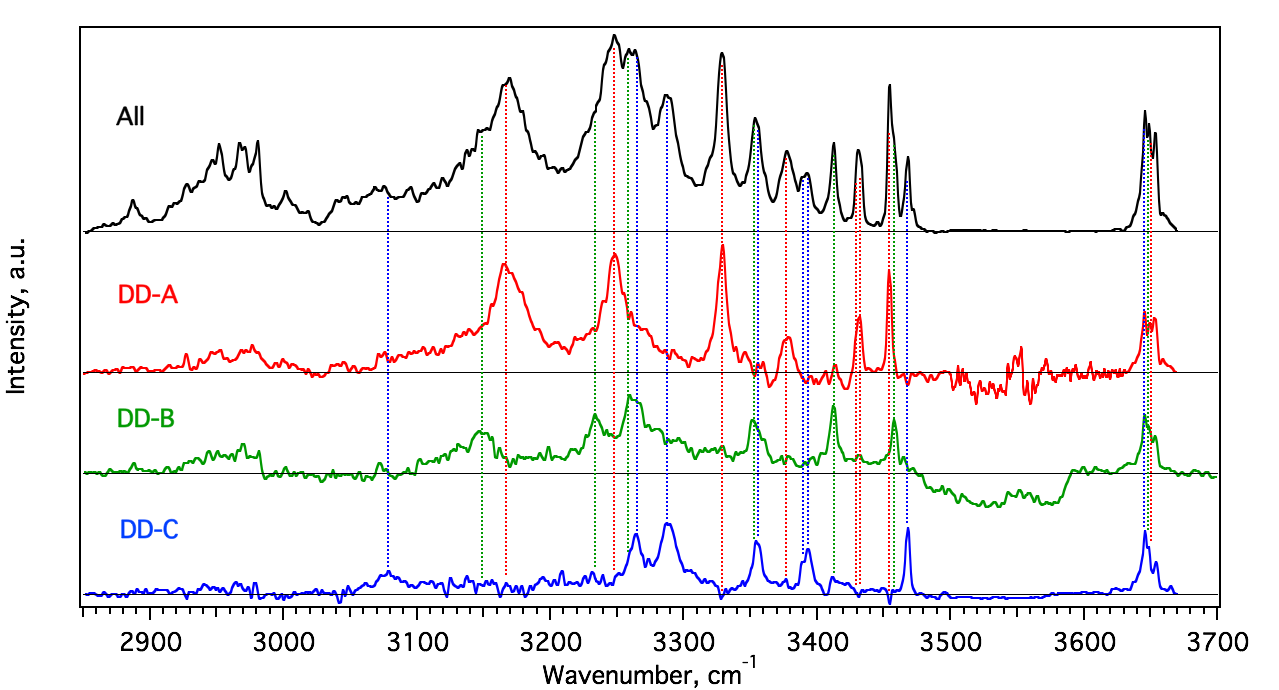 All
DD-A
DD-B
DD-C
Intensity, a.u.
2900 3000 3100 3200 3300 3400 3500 3600 3700
Wavenumber, cm⁻¹